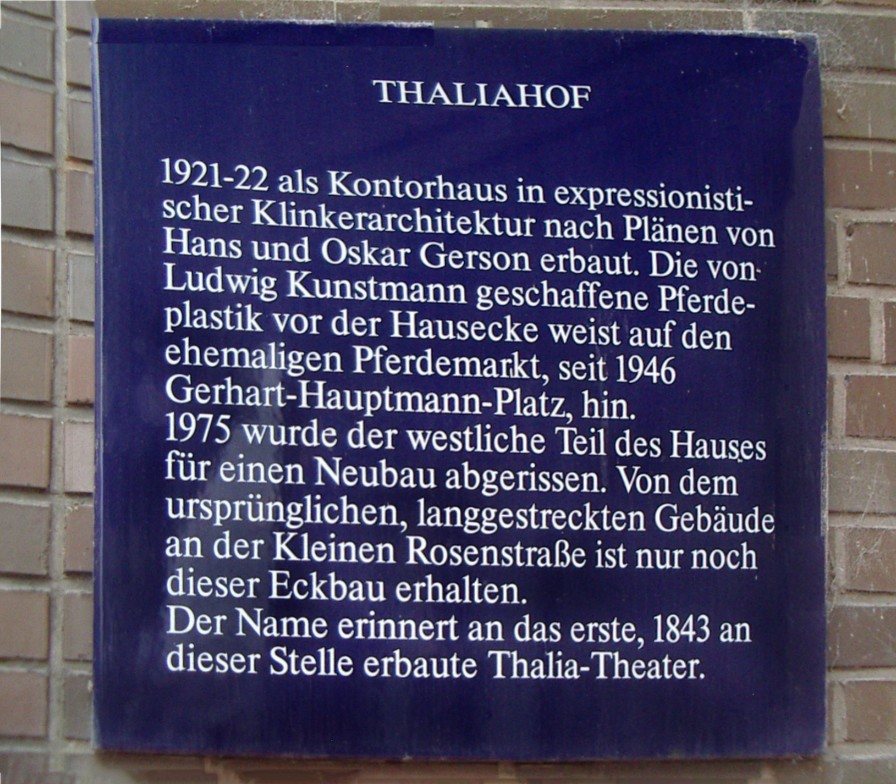 THALIAHOF
1921-22 als Kontorhaus in expressionisti-
scher Klinkerarchitektur nach Plänen von
Hans und Oskar Gerson erbaut. Die von
Ludwig Kunstmann geschaffene Pferde-
plastik vor der Hausecke weist auf den
ehemaligen Pferdemarkt, seit 1946
Gerhart-Hauptmann-Platz, hin.
1975 wurde der westliche Teil des Hauses
für einen Neubau abgerissen. Von dem
ursprünglichen, langgestreckten Gebäude
an der Kleinen Rosenstraße ist nur noch
dieser Eckbau erhalten.
Der Name erinnert an das erste, 1843 an
dieser Stelle erbaute Thalia-Theater.